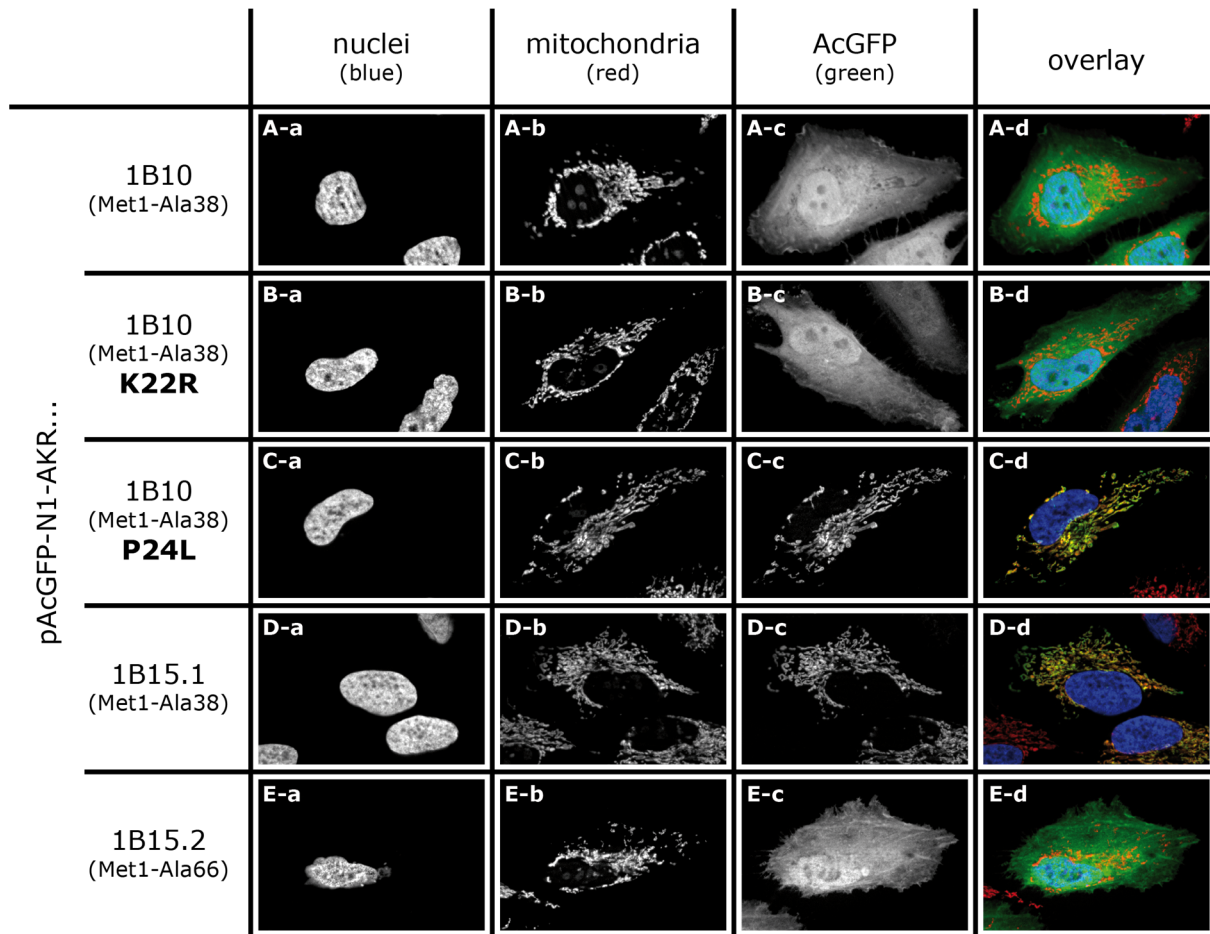 nuclei
(blue)
mitochondria
(red)
AcGFP
(green)
overlay
pAcGFP-N1-AKR...
1B10
(Met1-Ala38)
A-a
A-b
A-c
A-d
1B10
(Met1-Ala38)
K22R
B-a
B-b
B-c
B-d
1B10
(Met1-Ala38)
P24L
C-a
C-b
C-c
C-d
1B15.1
(Met1-Ala38)
D-a
D-b
D-c
D-d
1B15.2
(Met1-Ala66)
E-a
E-b
E-c
E-d